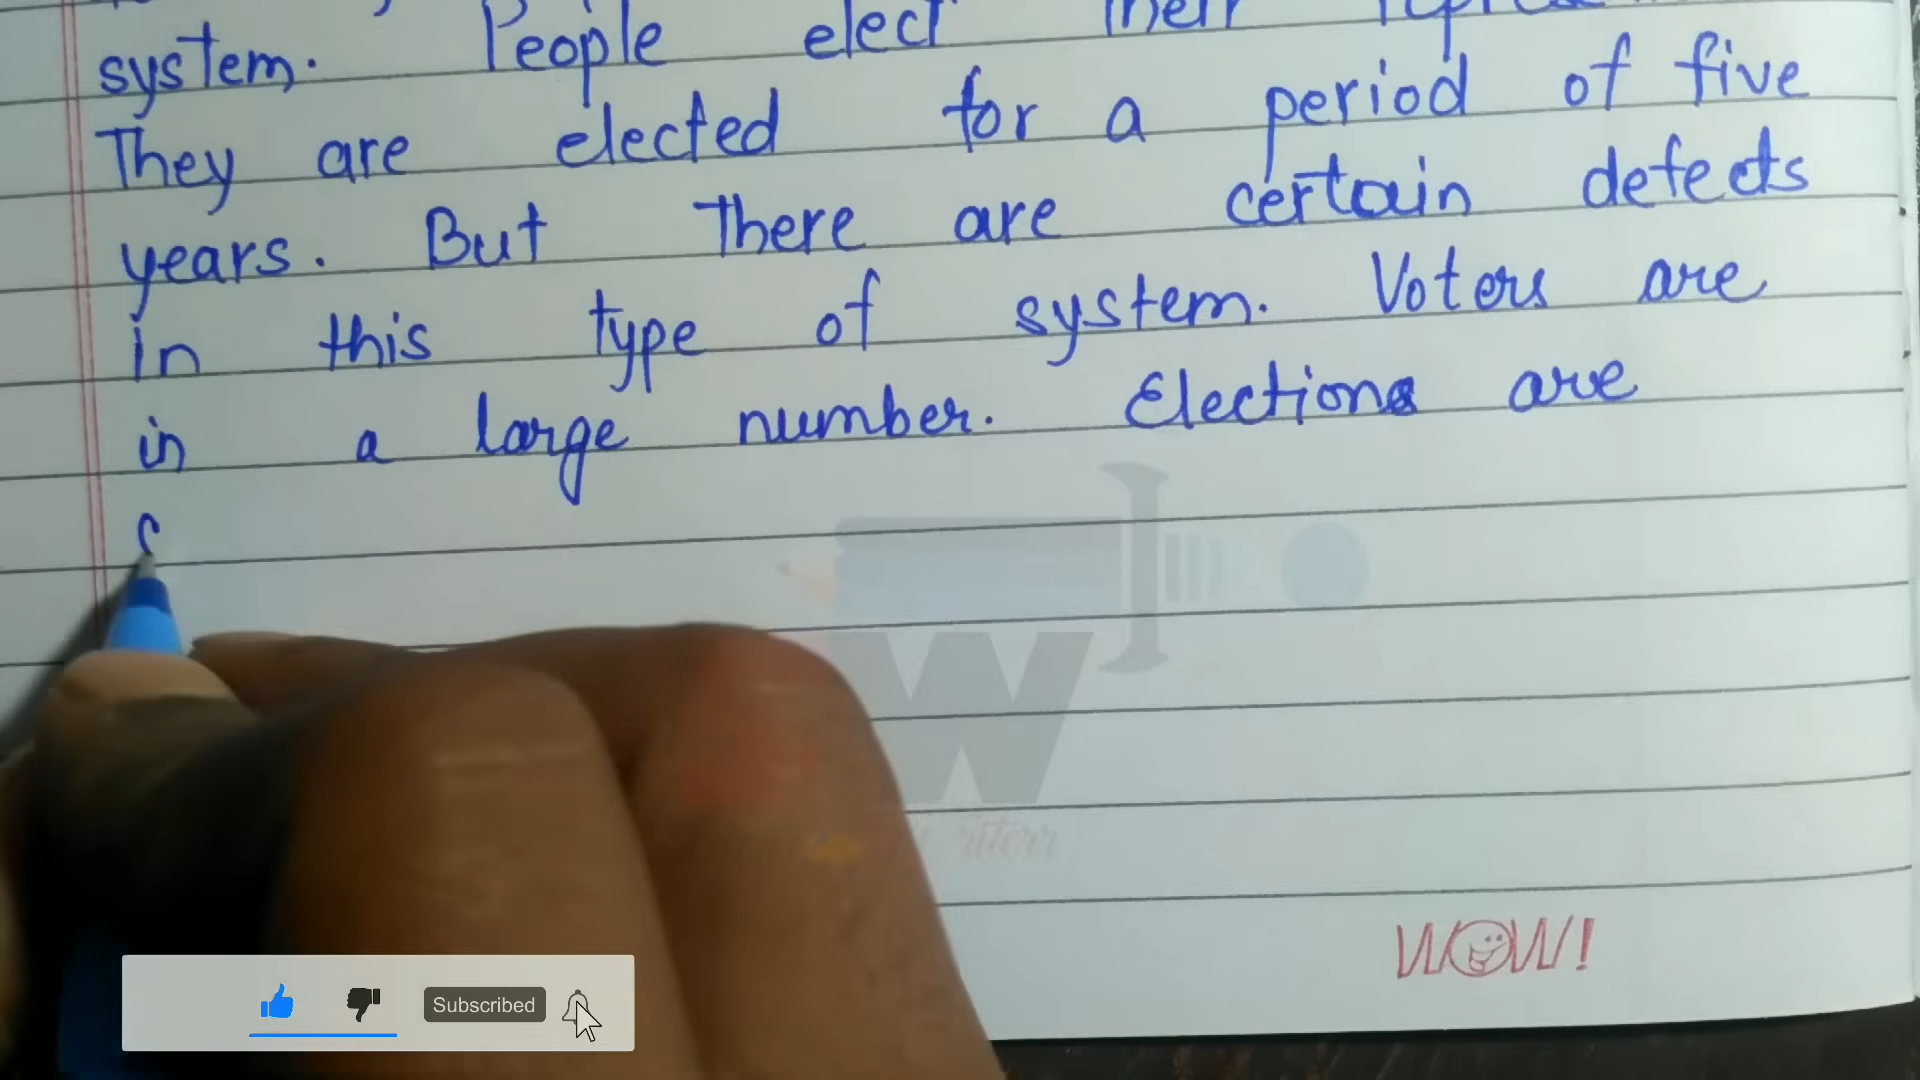 system. People elect their
They are elected for a period of five
years. But there are certain defects
in this type of system. Voters are
in a large number. Elections are
W
WOW!
Subscribed